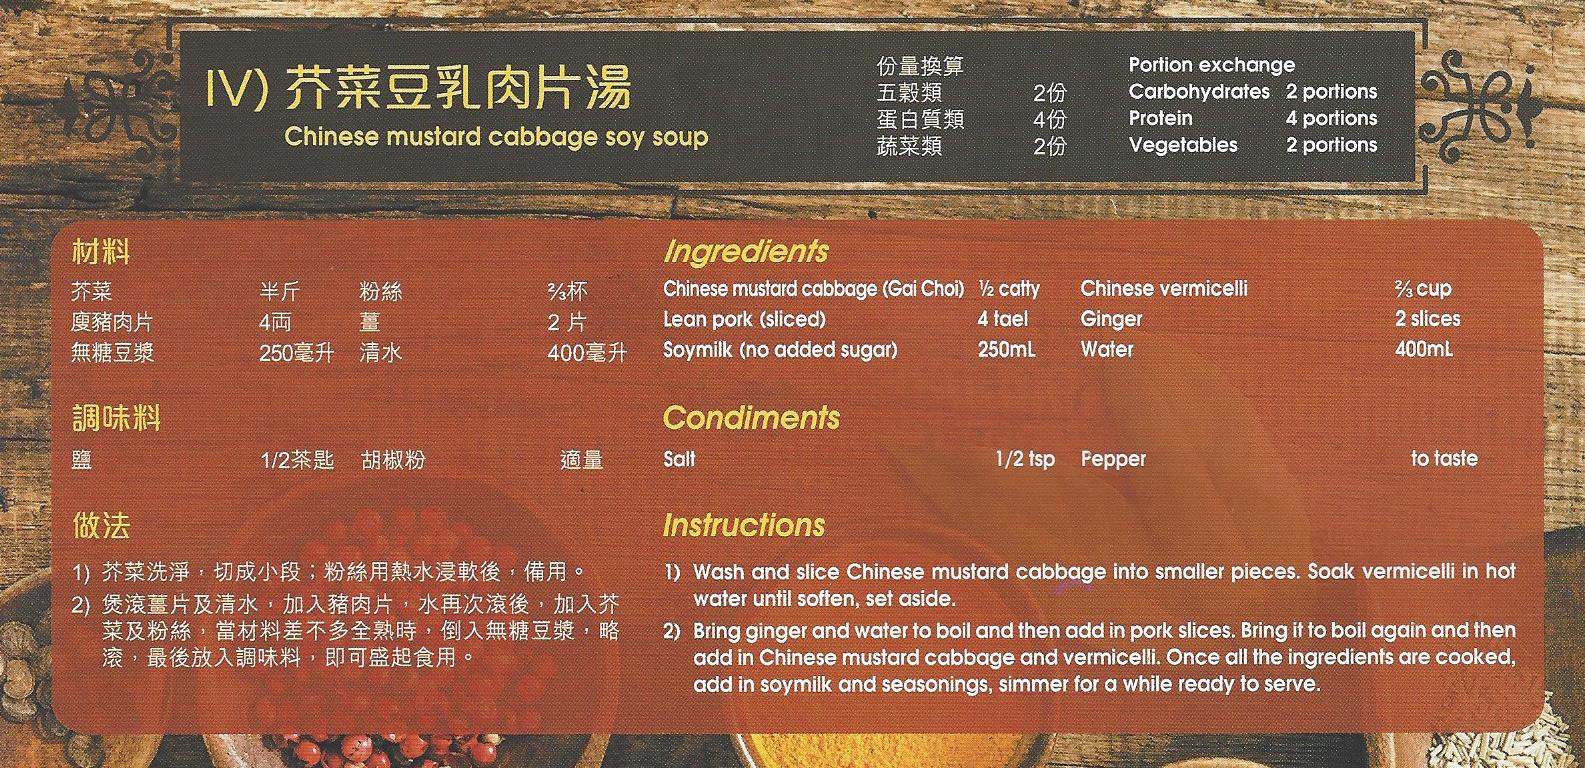 IV) 芥菜豆乳肉片湯
Chinese mustard cabbage soy soup
份量換算
五穀類 2份
蛋白質類 4份
蔬菜類 2份
Portion exchange
Carbohydrates 2 portions
Protein 4 portions
Vegetables 2 portions
材料
芥菜 半斤 粉絲 ⅔杯
廋豬肉片 4両 薑 2 片
無糖豆漿 250毫升 清水 400毫升
調味料
鹽 1/2茶匙 胡椒粉 適量
做法
1) 芥菜洗淨，切成小段；粉絲用熱水浸軟後，備用。
2) 煲滾薑片及清水，加入豬肉片，水再次滾後，加入芥
菜及粉絲，當材料差不多全熟時，倒入無糖豆漿，略
滾，最後放入調味料，即可盛起食用。
Ingredients
Chinese mustard cabbage (Gai Choi) ½ catty Chinese vermicelli ⅔ cup
Lean pork (sliced) 4 tael Ginger 2 slices
Soymilk (no added sugar) 250mL Water 400mL
Condiments
Salt 1/2 tsp Pepper to taste
Instructions
1) Wash and slice Chinese mustard cabbage into smaller pieces. Soak vermicelli in hot
water until soften, set aside.
2) Bring ginger and water to boil and then add in pork slices. Bring it to boil again and then
add in Chinese mustard cabbage and vermicelli. Once all the ingredients are cooked,
add in soymilk and seasonings, simmer for a while ready to serve.